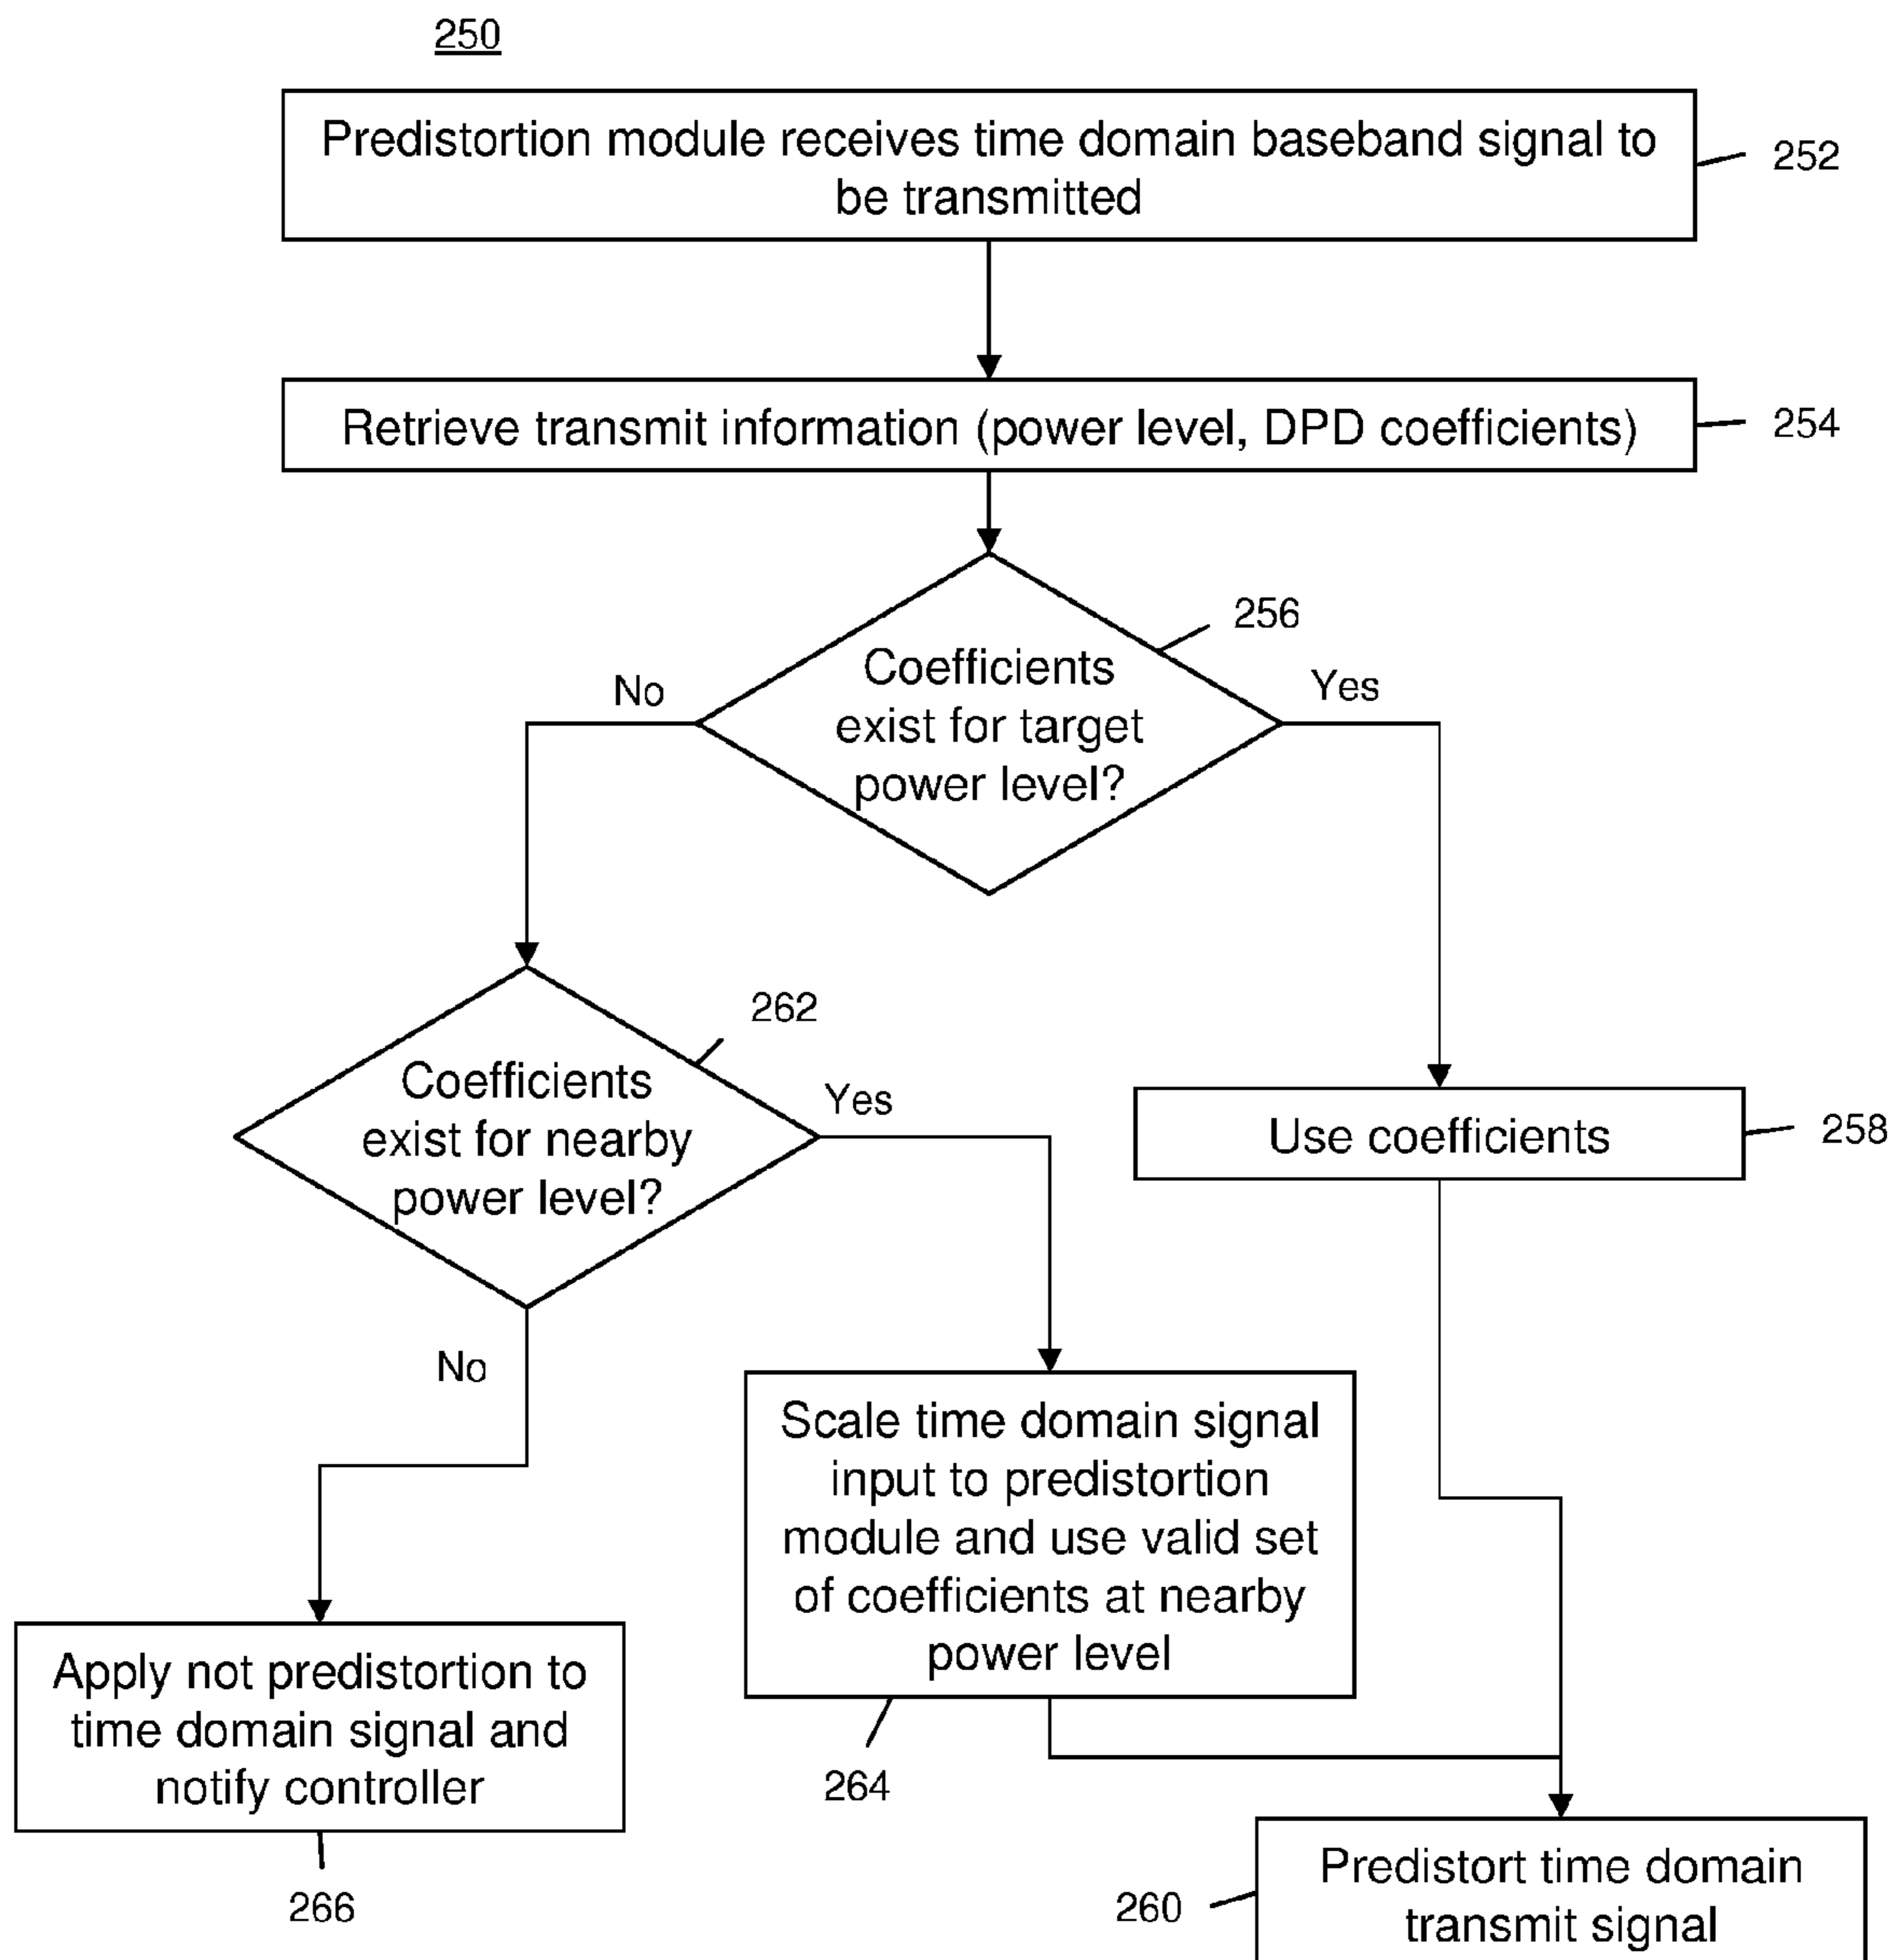 250
Predistortion module receives time domain baseband signal to
be transmitted
252
Retrieve transmit information (power level, DPD coefficients)
254
256
Coefficients
exist for target
power level?
No
Yes
262
Coefficients
exist for nearby
power level?
Yes
No
Use coefficients
258
Scale time domain signal
input to predistortion
module and use valid set
of coefficients at nearby
power level
264
Apply not predistortion to
time domain signal and
notify controller
266
Predistort time domain
transmit signal
260